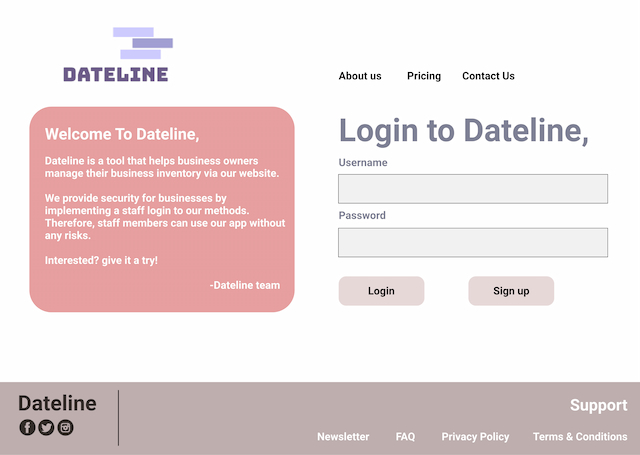 DATELINE
About us Pricing Contact Us
Welcome To Dateline,
Dateline is a tool that helps business owners
manage their business inventory via our website.
We provide security for businesses by
implementing a staff login to our methods.
Therefore, staff members can use our app without
any risks.
Interested? give it a try!
-Dateline team
Login to Dateline,
Username
Password
Login Sign up
Dateline
Support
Newsletter FAQ Privacy Policy Terms & Conditions